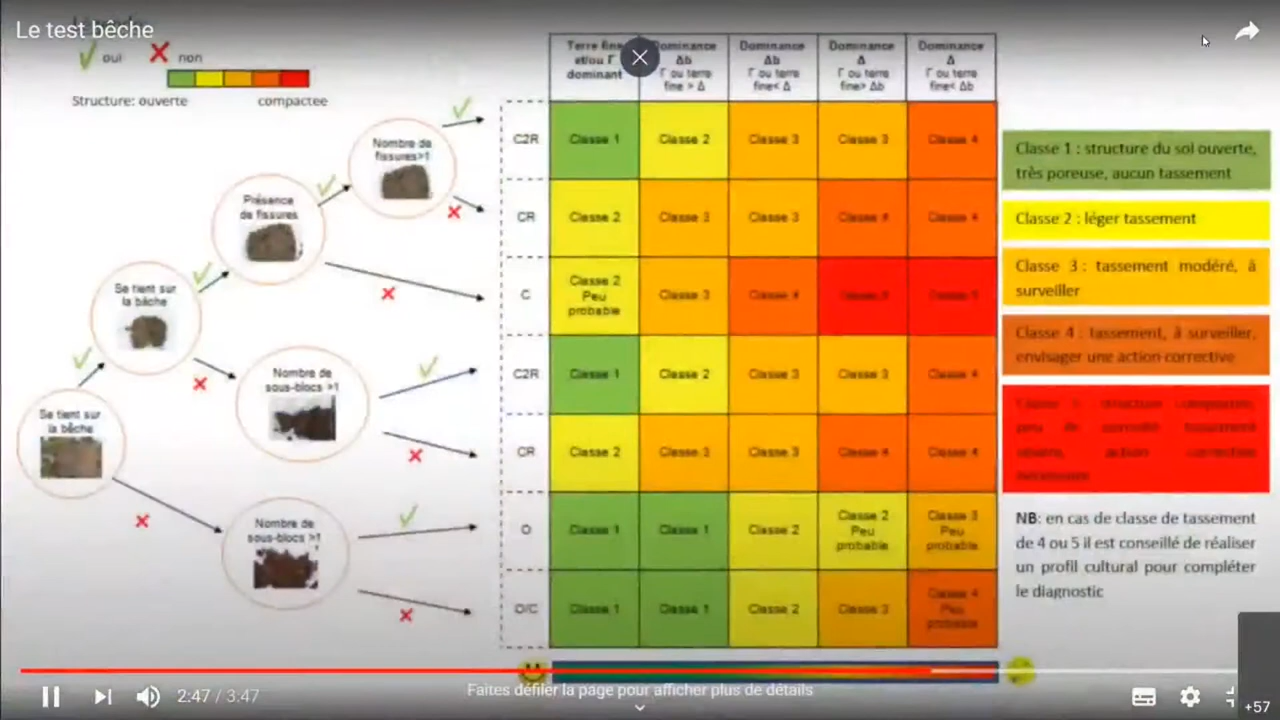 Le test bêche
oui
non
Structure: ouverte
compactee
Se tient sur
la bêche
Se tient sur
la bêche
Présence
de fissures
Nombre de
fissures>1
Nombre de
sous-blocs >1
Nombre de
sous-blocs >1
Terre fine
et/ou Γ
dominant
Dominance
Δb
Γ ou terre
fine > Δ
Dominance
Δb
Γ ou terre
fine< Δ
Dominance
Δ
Γ ou terre
fine> Δb
Dominance
Δ
Γ ou terre
fine< Δb
C2R Classe 1 Classe 2 Classe 3 Classe 3 Classe 4
CR Classe 2 Classe 3 Classe 3 Classe 4 Classe 4
C Classe 2 Peu probable Classe 3 Classe 4
C2R Classe 1 Classe 2 Classe 3 Classe 3 Classe 4
CR Classe 2 Classe 3 Classe 3 Classe 4 Classe 4
O Classe 1 Classe 1 Classe 2 Classe 2 Peu probable Classe 3 Peu probable
O/C Classe 1 Classe 1 Classe 2 Classe 3 Classe 4 Peu probable
Classe 1 : structure du sol ouverte,
très poreuse, aucun tassement
Classe 2 : léger tassement
Classe 3 : tassement modéré, à
surveiller
Classe 4 : tassement, à surveiller,
envisager une action corrective
NB: en cas de classe de tassement
de 4 ou 5 il est conseillé de réaliser
un profil cultural pour compléter
le diagnostic
2:47 / 3:47
Faites défiler la page pour afficher plus de détails
+57